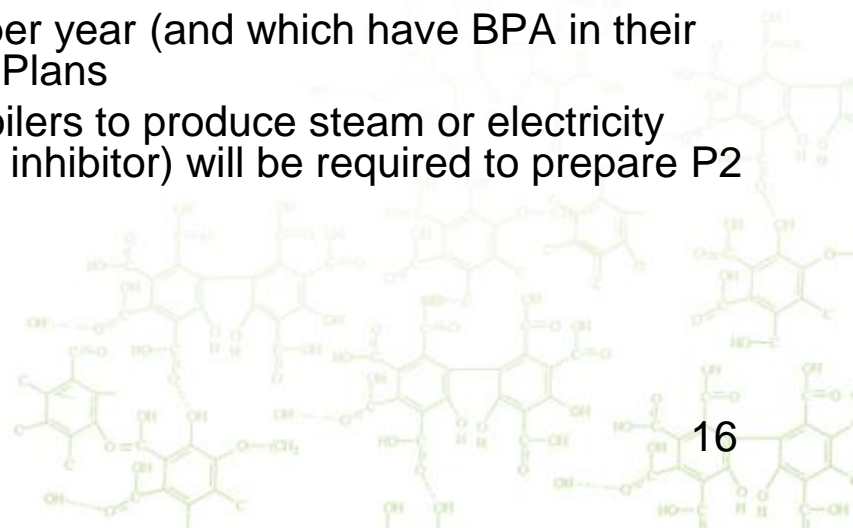 per year (and which have BPA in their
Plans
oilers to produce steam or electricity
inhibitor) will be required to prepare P2
16